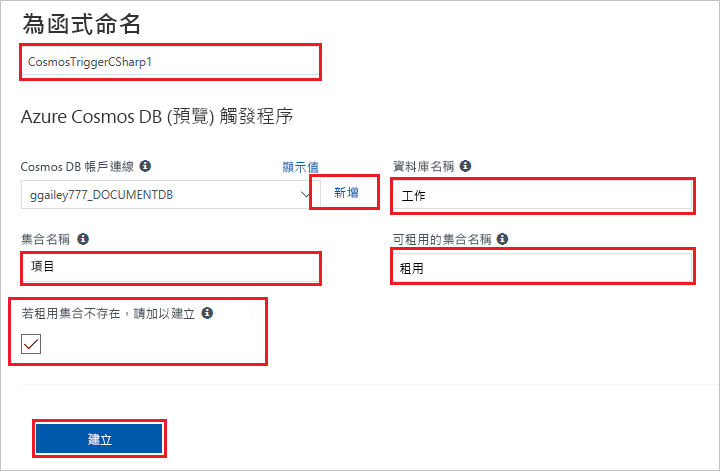 為函式命名
CosmosTriggerCSharp1
Azure Cosmos DB (預覽) 觸發程序
Cosmos DB 帳戶連線 顯示值 資料庫名稱
ggailey777_DOCUMENTDB 新增 工作
集合名稱 可租用的集合名稱
項目 租用
若租用集合不存在，請加以建立
建立